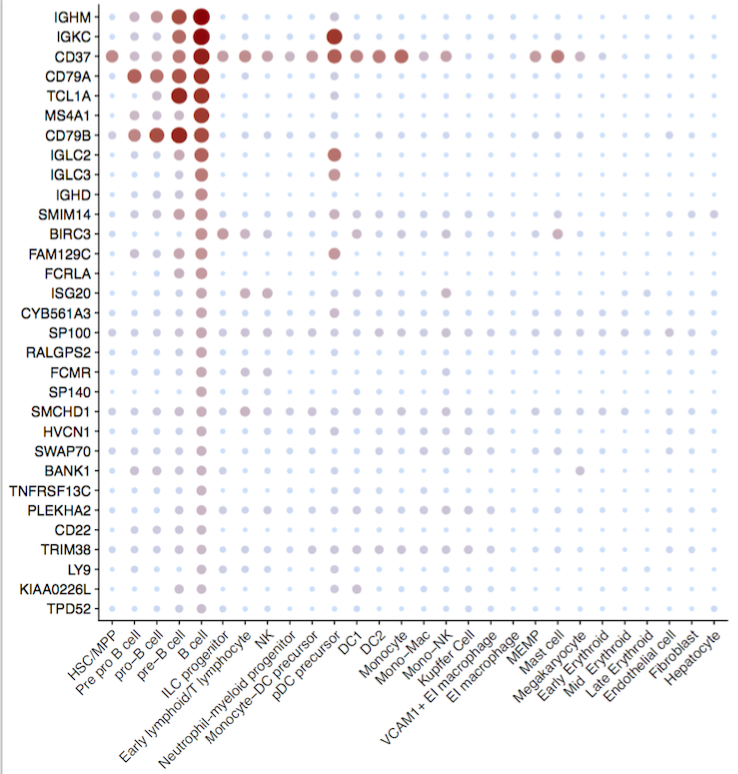 IGHM
IGKC
CD37
CD79A
TCL1A
MS4A1
CD79B
IGLC2
IGLC3
IGHD
SMIM14
BIRC3
FAM129C
FCRLA
ISG20
CYB561A3
SP100
RALGPS2
FCMR
SP140
SMCHD1
HVCN1
SWAP70
BANK1
TNFRSF13C
PLEKHA2
CD22
TRIM38
LY9
KIAA0226L
TPD52
HSC/MPP
Pre pro B cell
pro–B cell
pre–B cell
B cell
ILC progenitor
Early lymphoid/T lymphocyte
NK
Neutrophil–myeloid progenitor
Monocyte–DC precursor
pDC precursor
DC1
DC2
Monocyte
Mono–Mac
Mono–NK
Kupffer Cell
VCAM1+ EI macrophage
EI macrophage
MEMP
Mast cell
Megakaryocyte
Early Erythroid
Mid Erythroid
Late Erythroid
Endothelial cell
Fibroblast
Hepatocyte